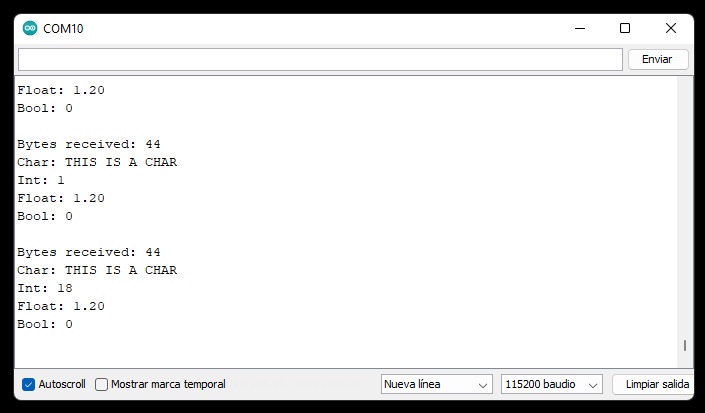 COM10
Enviar
Float: 1.20
Bool: 0
Bytes received: 44
Char: THIS IS A CHAR
Int: 1
Float: 1.20
Bool: 0
Bytes received: 44
Char: THIS IS A CHAR
Int: 18
Float: 1.20
Bool: 0
Autoscroll Mostrar marca temporal Nueva línea 115200 baudio Limpiar salida